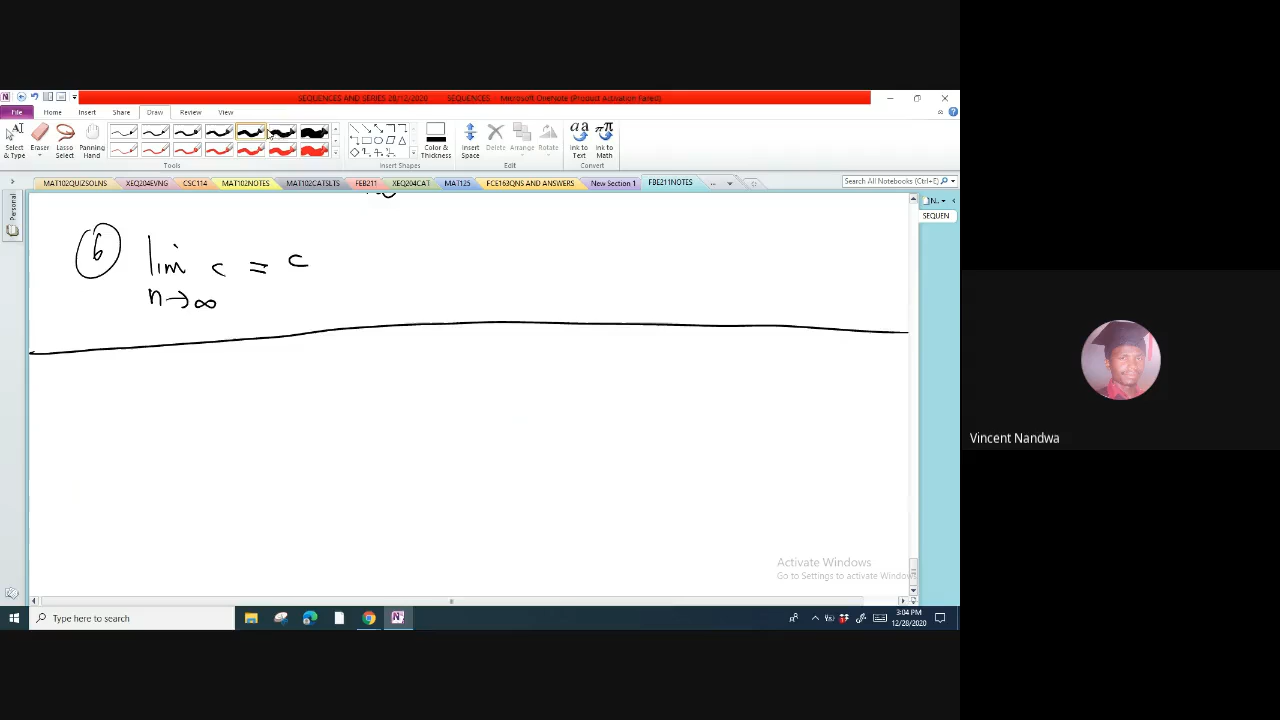 SEQUENCES AND SERIES 28/12/2020 SEQUENCES - Microsoft OneNote (Product Activation Failed)
File Home Insert Share Draw Review View
Select & Type Eraser Lasso Select Panning Hand Color & Thickness Insert Space Delete Arrange Rotate Ink to Text Ink to Math
Tools Insert Shapes Edit Convert
MAT102QUIZSOLNS XEQ204EVNG CSC114 MAT102NOTES MAT102CATSLTS FEB211 XEQ204CAT MAT125 FCE163QNS AND ANSWERS New Section 1 FBE211NOTES Search All Notebooks (Ctrl+E)
Personal
SEQUEN
6 lim c = c
n→∞
Vincent Nandwa
Activate Windows
Go to Settings to activate Windows
Type here to search
3:04 PM
12/28/2020